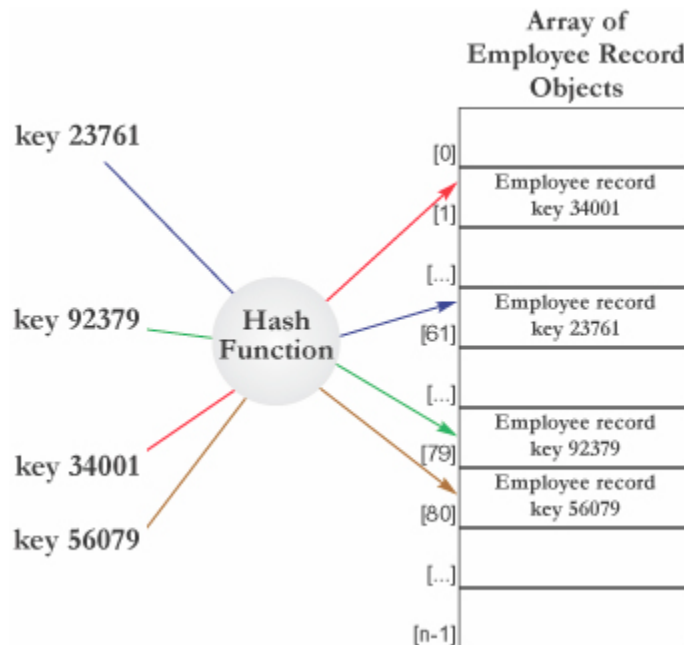 Array of
Employee Record
Objects
key 23761
key 92379
key 34001
key 56079
Hash
Function
[0]
[1]
Employee record
key 34001
[...]
[61]
Employee record
key 23761
[...]
[79]
Employee record
key 92379
[80]
Employee record
key 56079
[...]
[n-1]